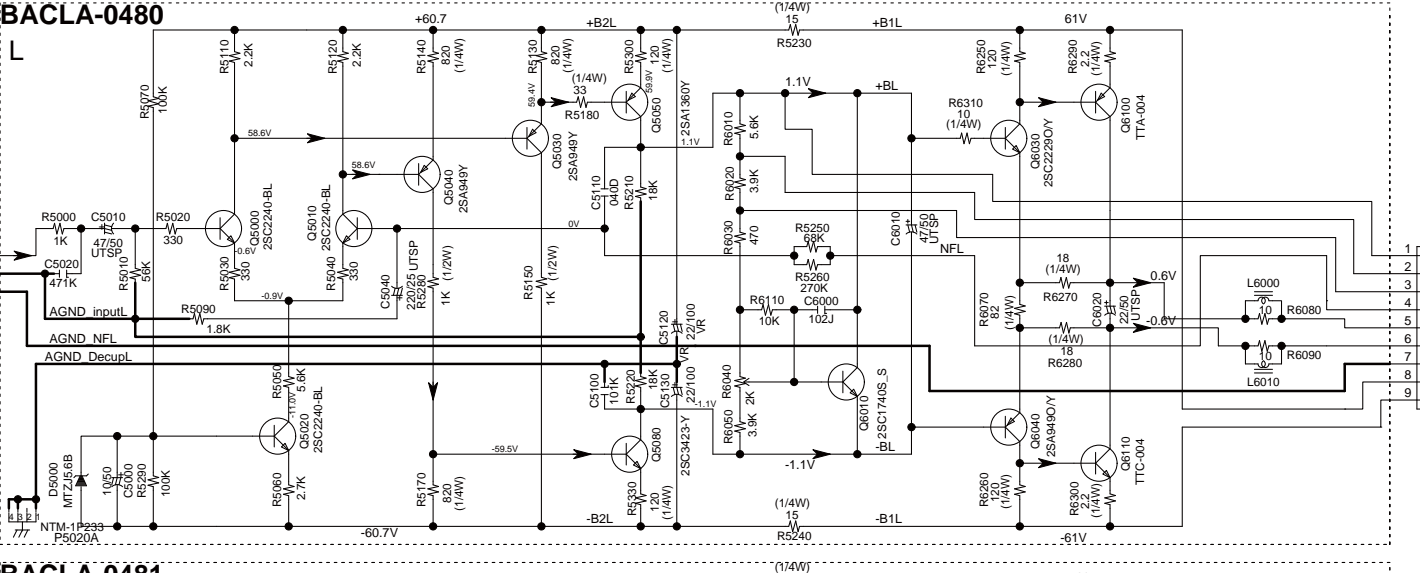 BACLA-0480
L
+60.7
+B2L
(1/4W)
15
R5230
+B1L
61V
R5070
100K
R5110
2.2K
R5120
2.2K
R5140
820
(1/4W)
R5130
820
(1/4W)
R5300
120
(1/4W)
59.4V
(1/4W)
33
R5180
59.9V
Q5050
2SA1360Y
58.6V
58.6V
Q5030
2SA949Y
Q5040
2SA949Y
1.1V
C5110
040D
R5210
18K
R6010
5.6K
R6020
3.9K
R6030
470
1.1V
+BL
R6310
10
(1/4W)
R6250
120
(1/4W)
R6290
2.2
(1/4W)
Q6030
2SC2229O/Y
Q6100
TTA-004
R5000
1K
C5010
47/50
UTSP
C5020
471K
R5010
56K
R5020
330
Q5000
2SC2240-BL
-0.6V
R5030
330
Q5010
2SC2240-BL
R5040
330
-0.9V
C5040
220/25 UTSP
R5280
1K (1/2W)
R5150
1K (1/2W)
0V
R5250
68K
R5260
270K
NFL
C6010
47/50
UTSP
18
(1/4W)
R6270
R6070
82
(1/4W)
(1/4W)
18
R6280
C6020
22/50
UTSP
0.6V
-0.6V
L6000
10
R6080
10
R6090
L6010
1
2
3
4
5
6
7
8
9
AGND_inputL
R5090
1.8K
AGND_NFL
AGND_DecupL
C5120
22/100
VR
C5130
22/100
VR
R6110
10K
C6000
102J
R6040
2K
R6050
3.9K
Q6010
2SC1740S_S
R5050
5.6K
-11.0V
Q5020
2SC2240-BL
C5100
101K
R5220
18K
-1.1V
-59.5V
Q5080
2SC3423-Y
-1.1V
-BL
Q6040
2SA949O/Y
Q6110
TTC-004
D5000
MTZJ5.6B
10/50
C5000
R5290
100K
R5060
2.7K
R5170
820
(1/4W)
R5330
120
(1/4W)
R6260
120
(1/4W)
R6300
2.2
(1/4W)
4 3 2 1
NTM-1P233
P5020A
-60.7V
-B2L
(1/4W)
15
R5240
-B1L
-61V
BACLA-0481
(1/4W)